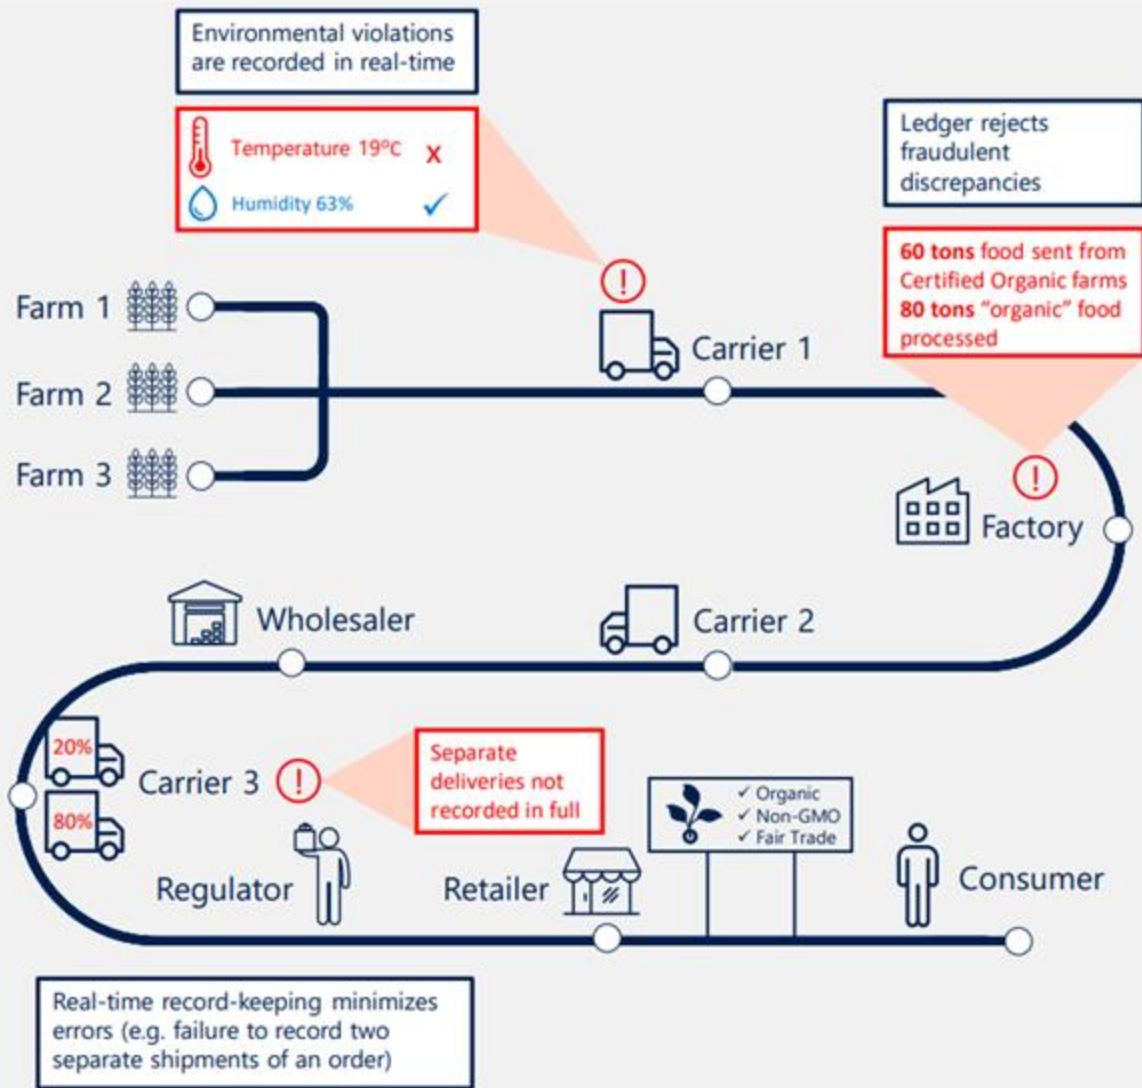 Environmental violations
are recorded in real-time
Temperature 19°C x
Humidity 63% ✓
Ledger rejects
fraudulent
discrepancies
60 tons food sent from
Certified Organic farms
80 tons “organic” food
processed
Farm 1
Farm 2
Farm 3
Carrier 1
Factory
Wholesaler
Carrier 2
20%
80%
Carrier 3
Separate
deliveries not
recorded in full
✓ Organic
✓ Non-GMO
✓ Fair Trade
Regulator
Retailer
Consumer
Real-time record-keeping minimizes
errors (e.g. failure to record two
separate shipments of an order)